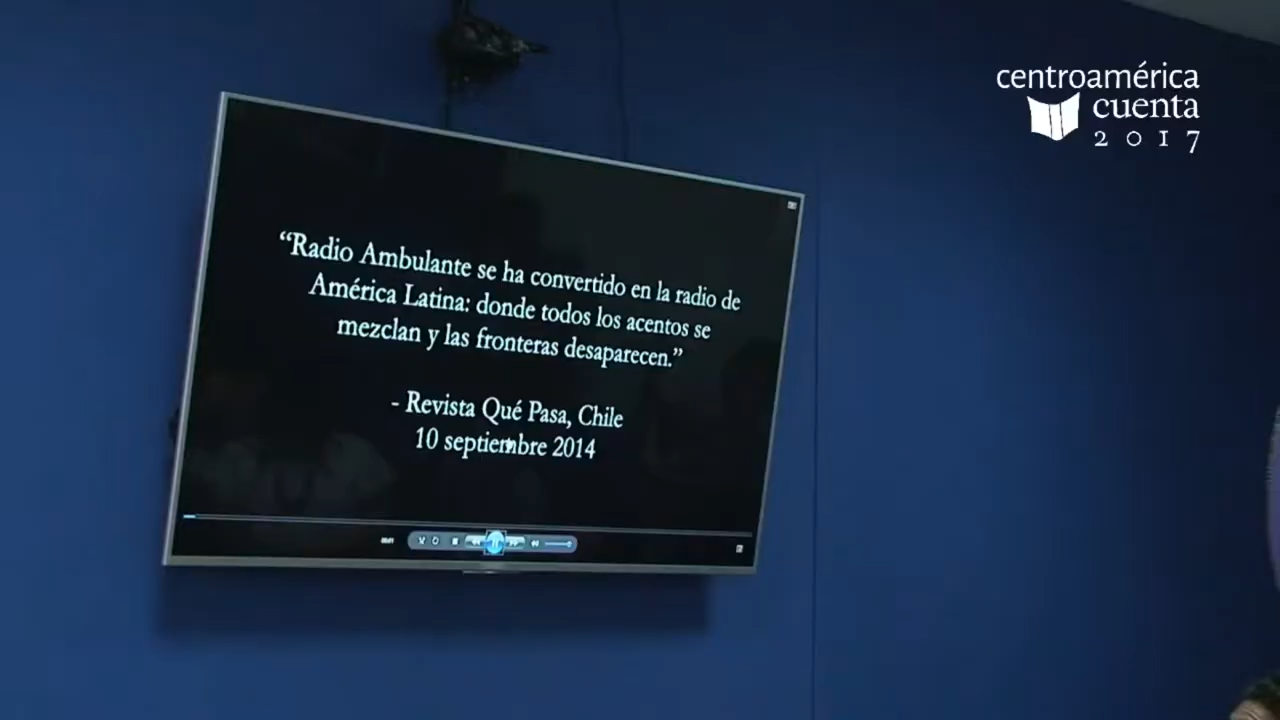 centroamérica
cuenta
2017
“Radio Ambulante se ha convertido en la radio de
América Latina: donde todos los acentos se
mezclan y las fronteras desaparecen.”
- Revista Qué Pasa, Chile
10 septiembre 2014